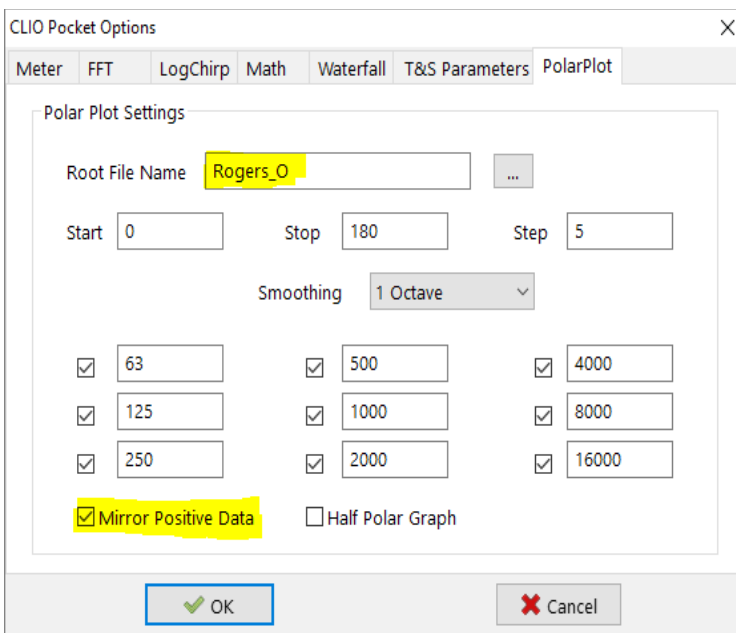 CLIO Pocket Options
Meter FFT LogChirp Math Waterfall T&S Parameters PolarPlot
Polar Plot Settings
Root File Name Rogers_O ...
Start 0 Stop 180 Step 5
Smoothing 1 Octave
63 500 4000
125 1000 8000
250 2000 16000
Mirror Positive Data Half Polar Graph
OK Cancel